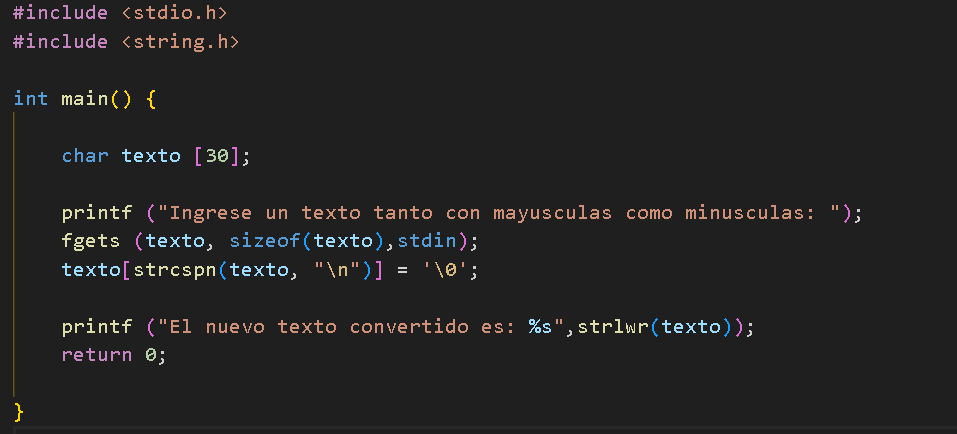 #include <stdio.h>
#include <string.h>
int main() {
char texto [30];
printf ("Ingrese un texto tanto con mayusculas como minusculas: ");
fgets (texto, sizeof(texto),stdin);
texto[strcspn(texto, "\n")] = '\0';
printf ("El nuevo texto convertido es: %s",strlwr(texto));
return 0;
}